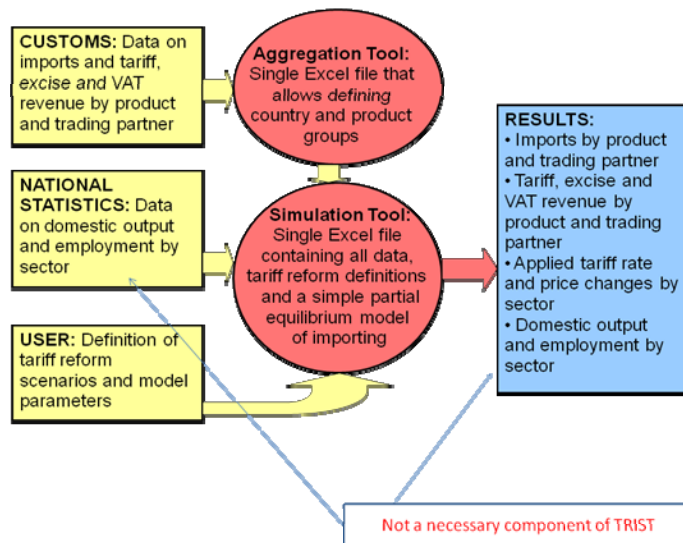 CUSTOMS: Data on
imports and tariff,
excise and VAT
revenue by product
and trading partner
Aggregation Tool:
Single Excel file that
allows defining
country and product
groups
NATIONAL
STATISTICS: Data
on domestic output
and employment by
sector
Simulation Tool:
Single Excel file
containing all data,
tariff reform definitions
and a simple partial
equilibrium model
of importing
USER: Definition of
tariff reform
scenarios and model
parameters
RESULTS:
• Imports by product
and trading partner
• Tariff, excise and
VAT revenue by
product and trading
partner
• Applied tariff rate
and price changes by
sector
• Domestic output
and employment by
sector
Not a necessary component of TRIST